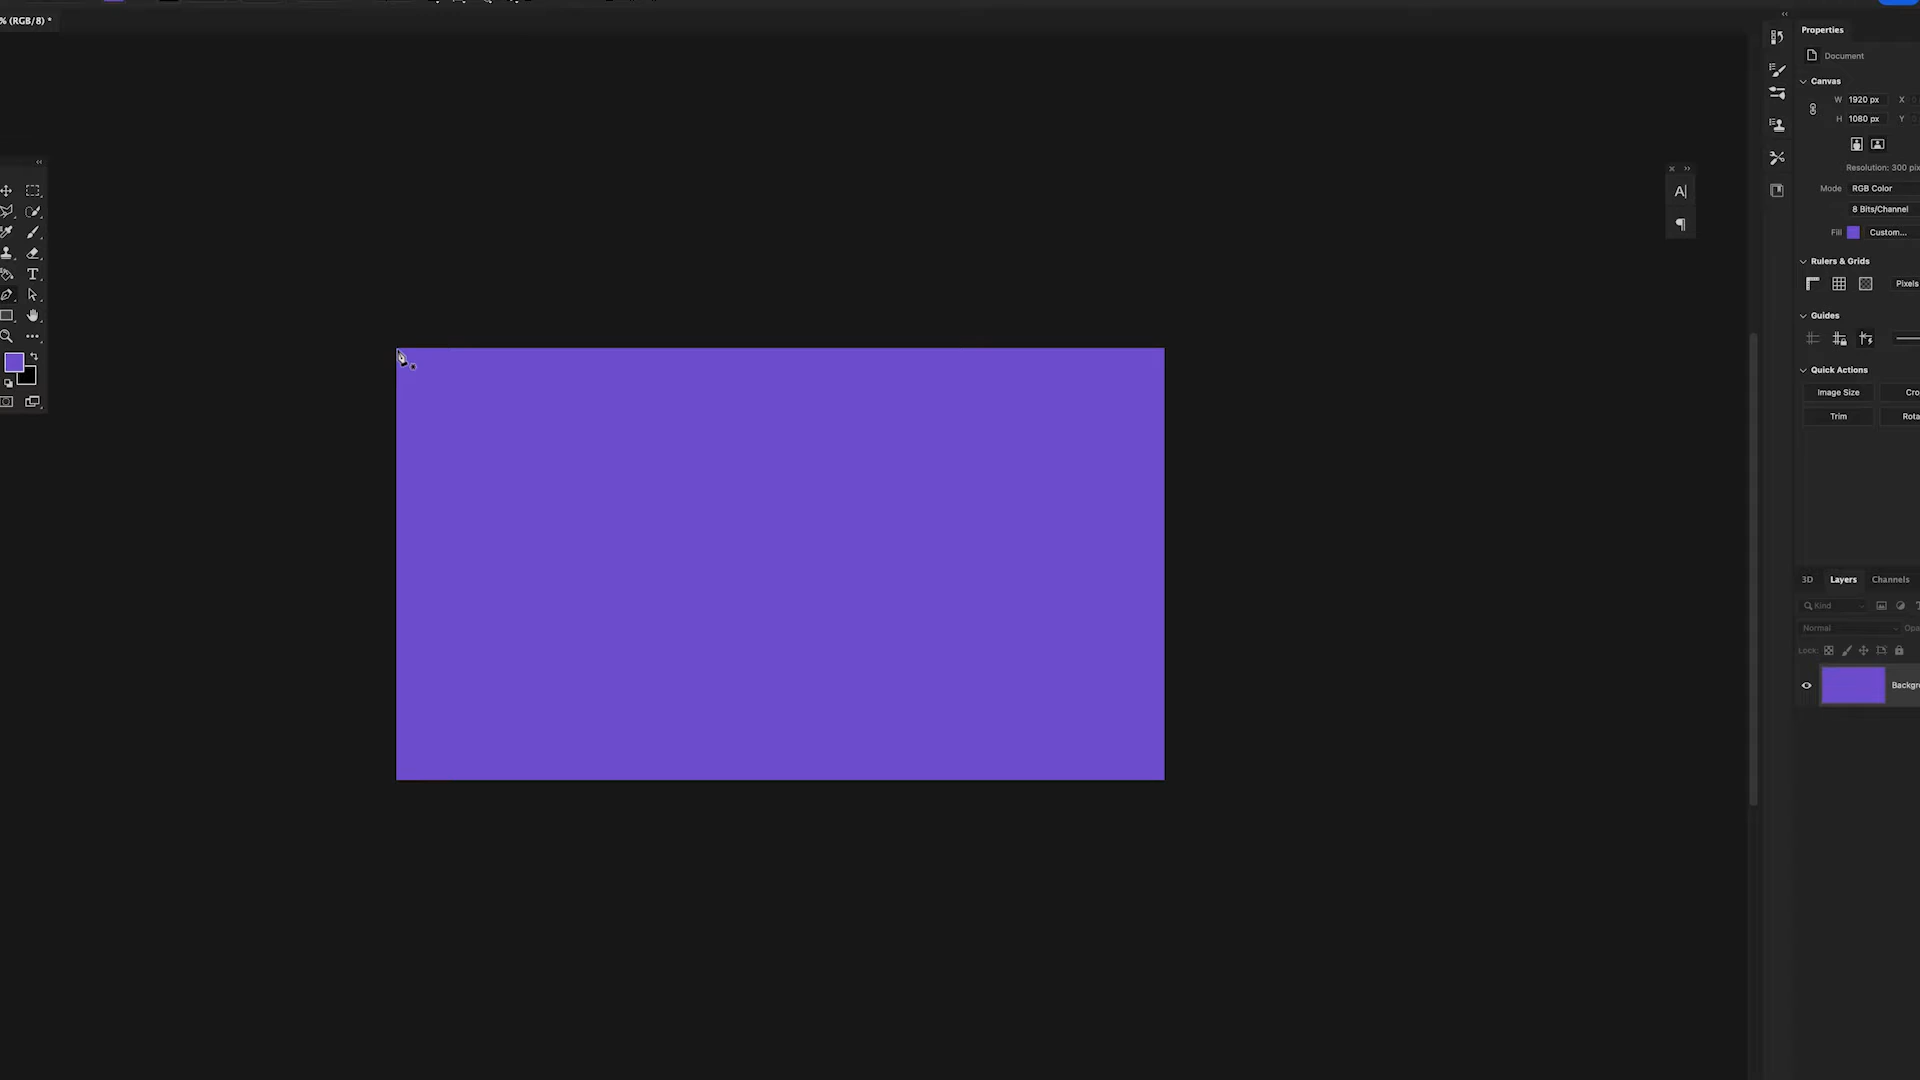 % (RGB/8) *
Properties
Document
Canvas
W 1920 px X
H 1080 px Y
Resolution: 300 pix
Mode RGB Color
8 Bits/Channel
Fill Custom...
Rulers & Grids
Pixels
Guides
Quick Actions
Image Size Cro
Trim Rota
3D Layers Channels
Kind
Normal Opa
Lock:
Backgr